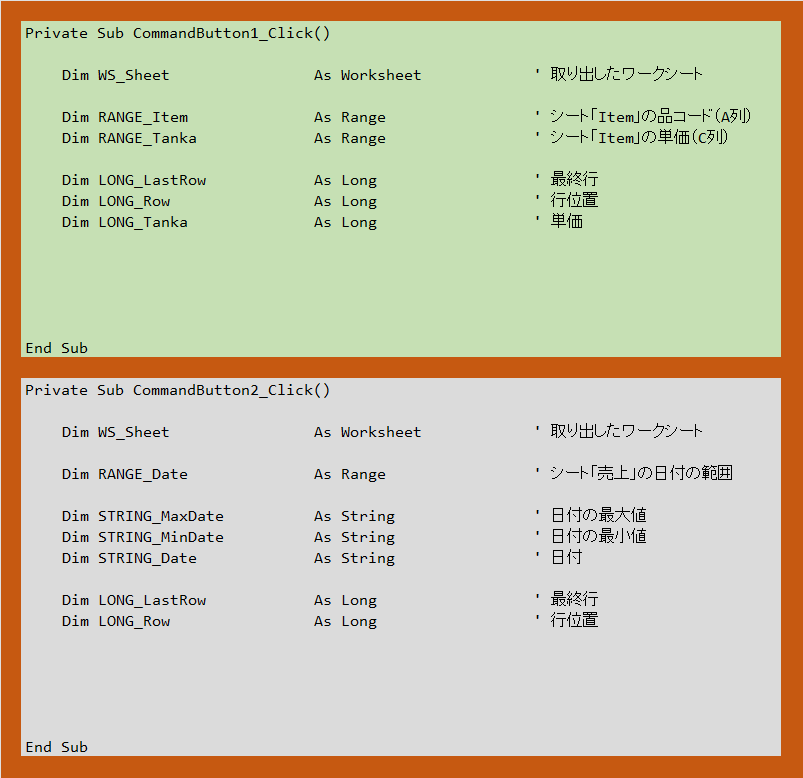 Private Sub CommandButton1_Click()
Dim WS_Sheet As Worksheet ' 取り出したワークシート
Dim RANGE_Item As Range ' シート「Item」の品コード(A列)
Dim RANGE_Tanka As Range ' シート「Item」の単価(C列)
Dim LONG_LastRow As Long ' 最終行
Dim LONG_Row As Long ' 行位置
Dim LONG_Tanka As Long ' 単価
End Sub
Private Sub CommandButton2_Click()
Dim WS_Sheet As Worksheet ' 取り出したワークシート
Dim RANGE_Date As Range ' シート「売上」の日付の範囲
Dim STRING_MaxDate As String ' 日付の最大値
Dim STRING_MinDate As String ' 日付の最小値
Dim STRING_Date As String ' 日付
Dim LONG_LastRow As Long ' 最終行
Dim LONG_Row As Long ' 行位置
End Sub